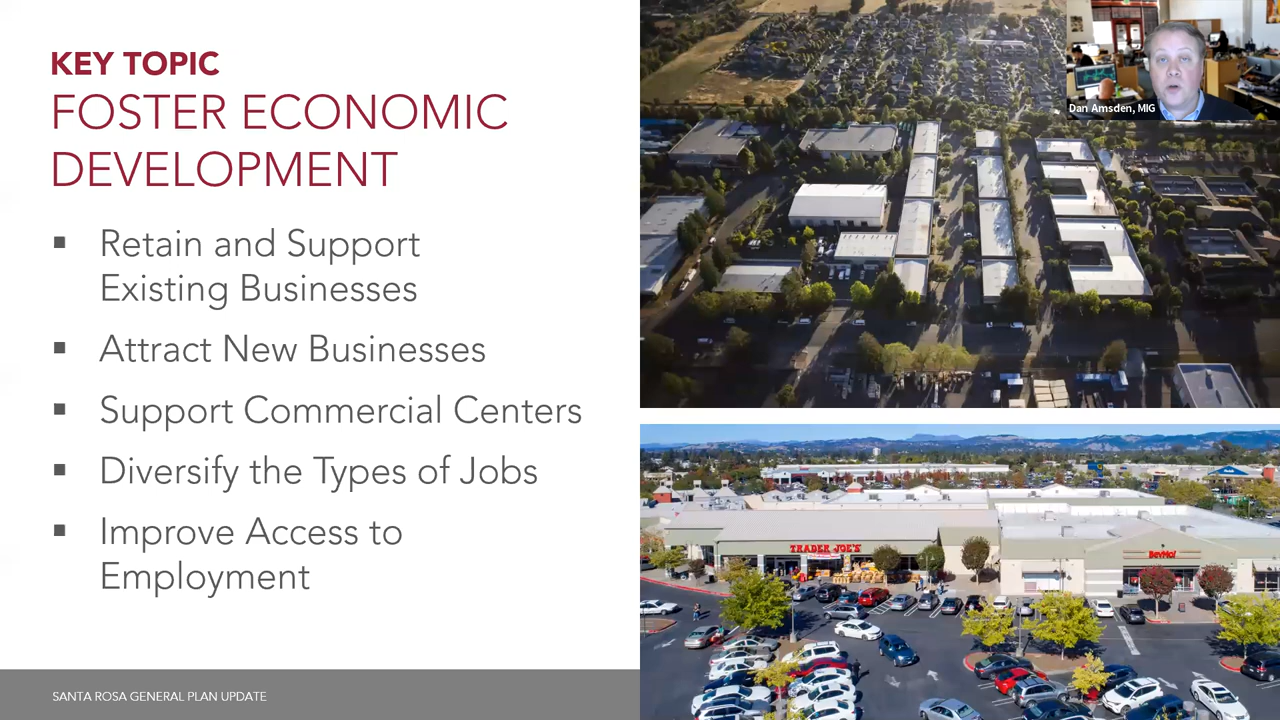 KEY TOPIC
FOSTER ECONOMIC
DEVELOPMENT
▪ Retain and Support
Existing Businesses
▪ Attract New Businesses
▪ Support Commercial Centers
▪ Diversify the Types of Jobs
▪ Improve Access to
Employment
SANTA ROSA GENERAL PLAN UPDATE
Dan Amsden, MIG
TRADER JOE'S
BevMo!